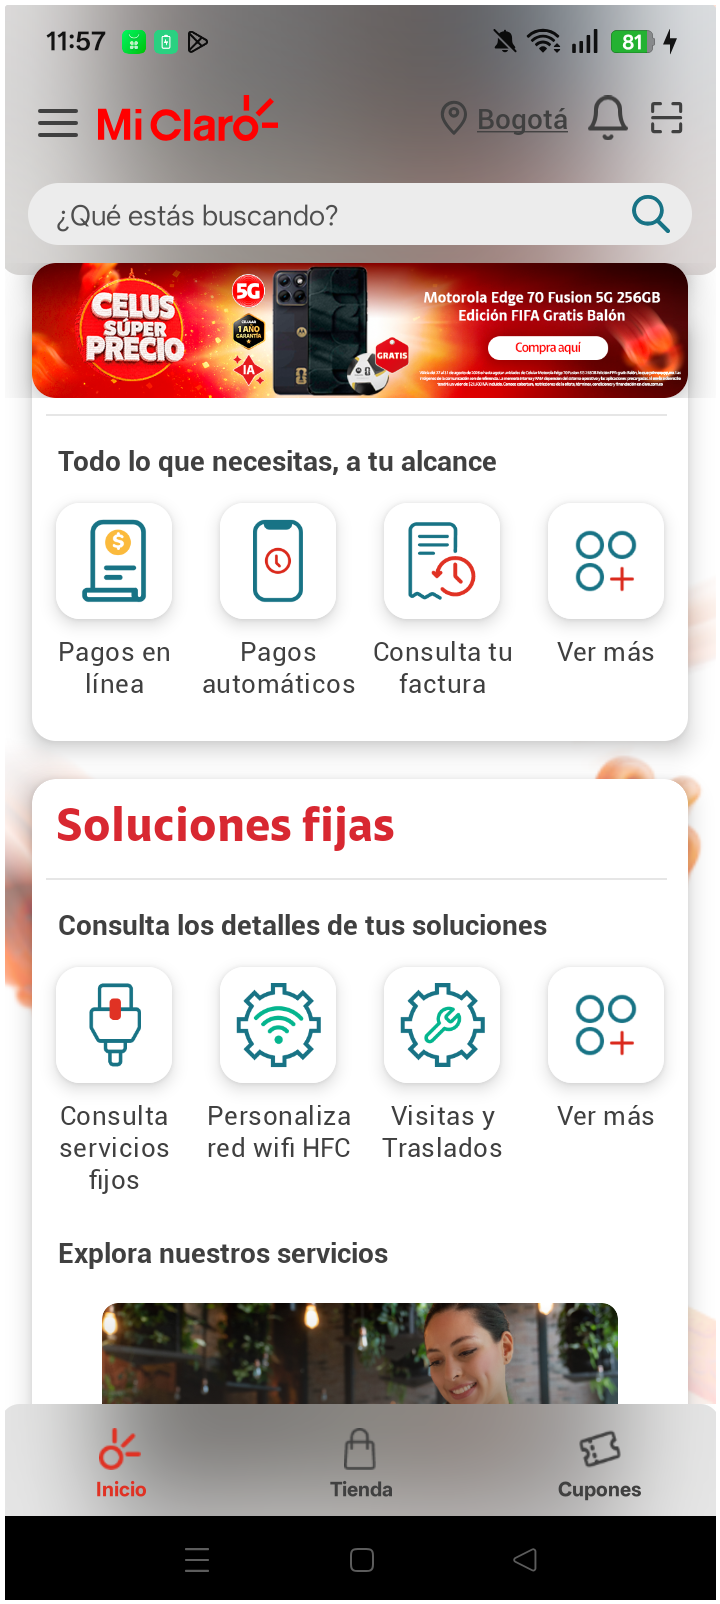 11:57
81
Mi Claro
Bogotá
¿Qué estás buscando?
CELUS
SÚPER
PRECIO
5G
1 AÑO
GARANTÍA
IA
GRATIS
Motorola Edge 70 Fusion 5G 256GB
Edición FIFA Gratis Balón
Compra aquí
Todo lo que necesitas, a tu alcance
Pagos en
línea
Pagos
automáticos
Consulta tu
factura
Ver más
Soluciones fijas
Consulta los detalles de tus soluciones
Consulta
servicios
fijos
Personaliza
red wifi HFC
Visitas y
Traslados
Ver más
Explora nuestros servicios
Inicio
Tienda
Cupones